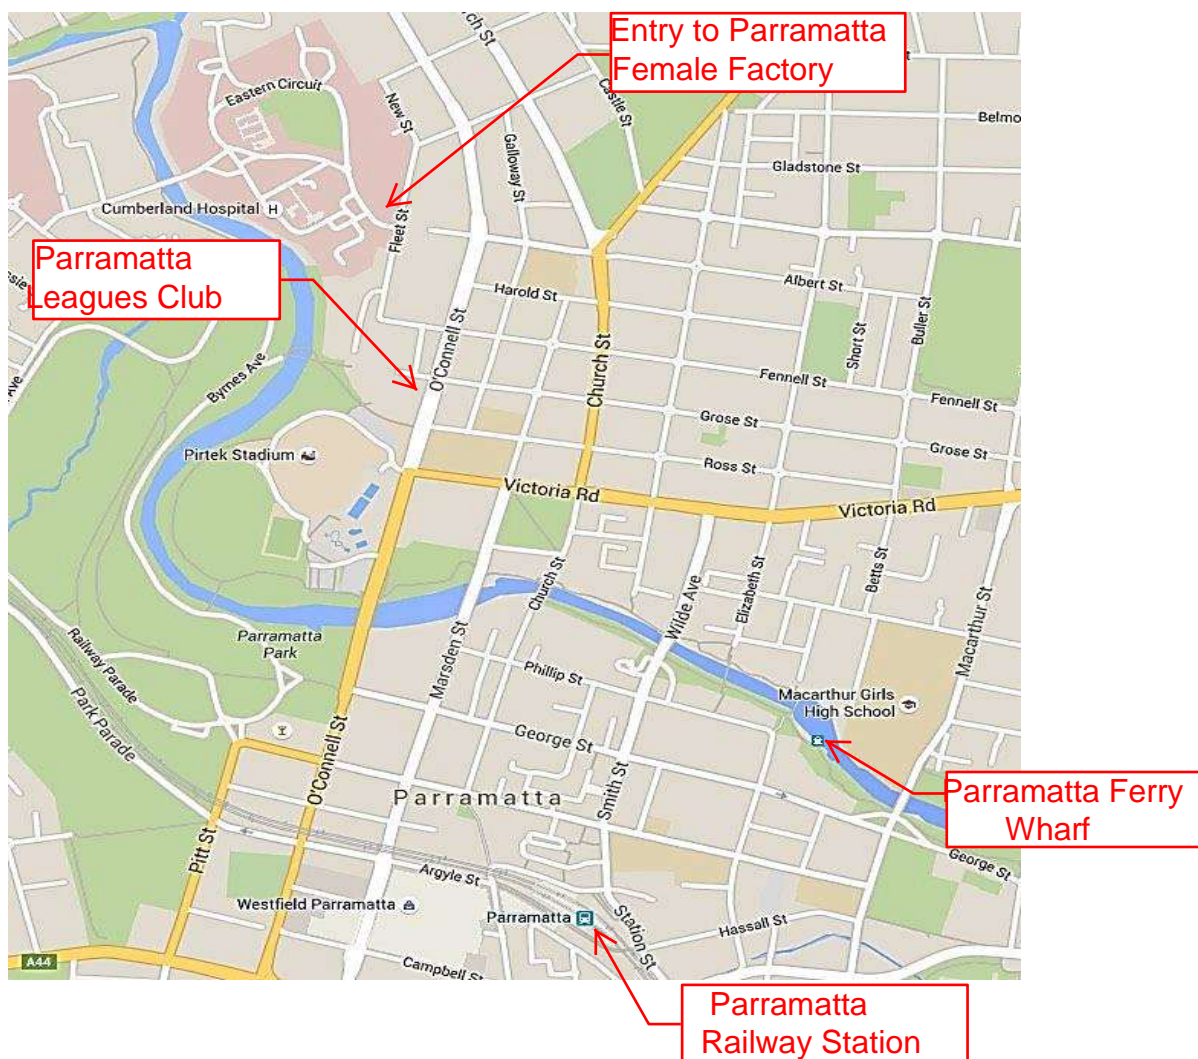 Entry to Parramatta
Female Factory
ch St
Eastern Circuit
New St
Castle St
Belmo
Galloway St
Gladstone St
Cumberland Hospital H
Fleet St
Parramatta
Leagues Club
ssie
Albert St
Harold St
O'Connell St
Church St
Short St
Buller St
Byrnes Ave
Ave
Fennell St
Fennell St
Grose St
Grose St
Pirtek Stadium
Ross St
Victoria Rd
Victoria Rd
Betts St
Church St
Wilde Ave
Elizabeth St
Macarthur St
Parramatta
Park
Railway Parade
Marsden St
Phillip St
Macarthur Girls
High School
Park Parade
George St
O'Connell St
Smith St
Parramatta
Parramatta Ferry
Wharf
Pitt St
George St
Argyle St
Westfield Parramatta
Parramatta
Station St
Hassall St
A44
Campbell St
Parramatta
Railway Station